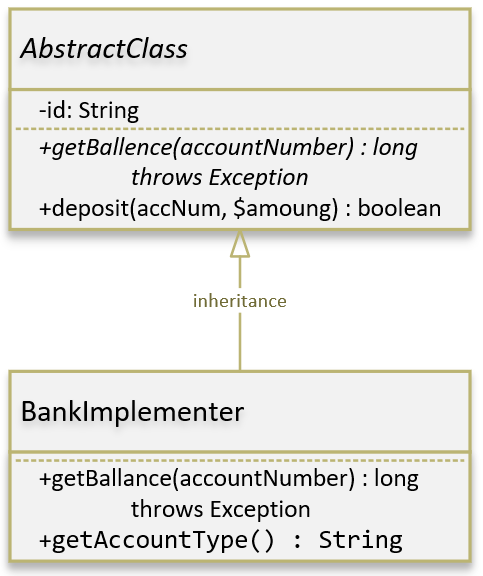 AbstractClass
-id: String
+getBallence(accountNumber) : long
throws Exception
+deposit(accNum, $amoung) : boolean
inheritance
BankImplementer
+getBallance(accountNumber) : long
throws Exception
+getAccountType() : String